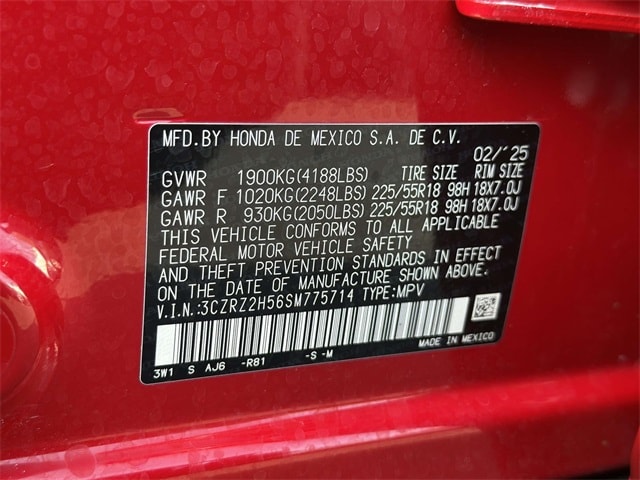 MFD.BY HONDA DE MEXICO S.A. DE C.V.
02/´25
GVWR 1900KG(4188LBS) TIRE SIZE RIM SIZE
GAWR F 1020KG(2248LBS) 225/55R18 98H 18X7.0J
GAWR R 930KG(2050LBS) 225/55R18 98H 18X7.0J
THIS VEHICLE CONFORMS TO ALL APPLICABLE
FEDERAL MOTOR VEHICLE SAFETY
AND THEFT PREVENTION STANDARDS IN EFFECT
ON THE DATE OF MANUFACTURE SHOWN ABOVE.
V.I.N.:3CZRZ2H56SM775714 TYPE:MPV
3W1 S AJ6 -R81 -S -M MADE IN MEXICO